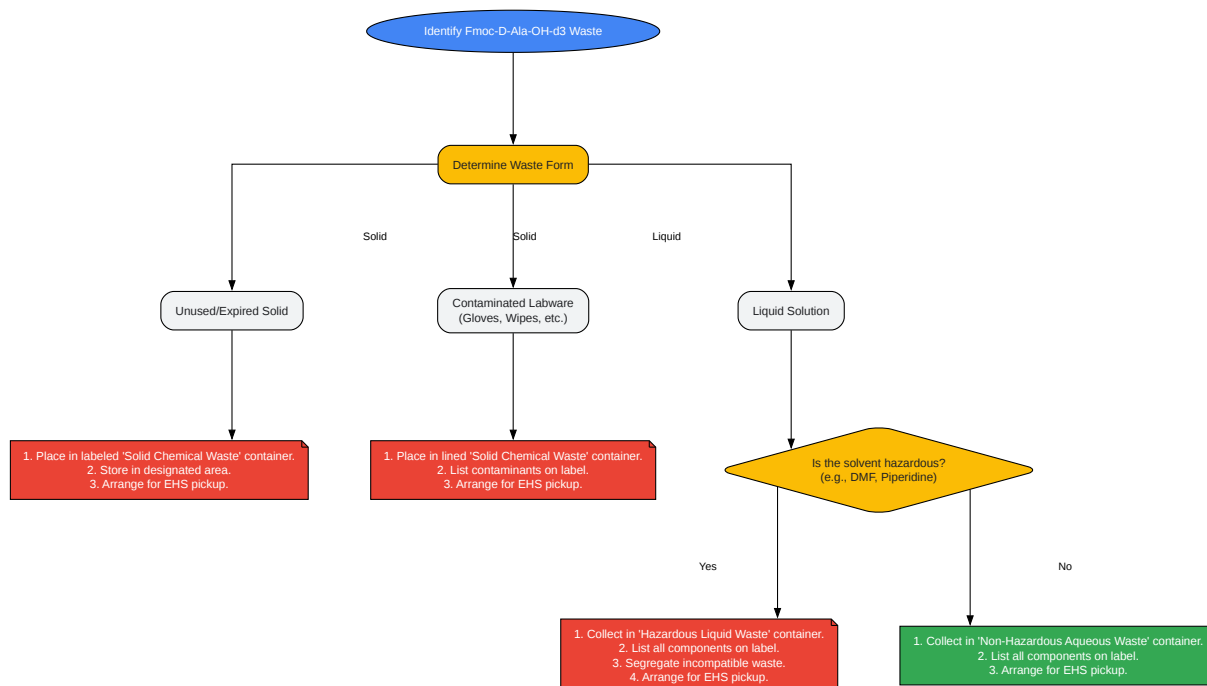 Identify Fmoc-D-Ala-OH-d3 Waste
Determine Waste Form
Solid
Solid
Liquid
Unused/Expired Solid
Contaminated Labware
(Gloves, Wipes, etc.)
Liquid Solution
1. Place in labeled 'Solid Chemical Waste' container.
2. Store in designated area.
3. Arrange for EHS pickup.
1. Place in lined 'Solid Chemical Waste' container.
2. List contaminants on label.
3. Arrange for EHS pickup.
Is the solvent hazardous?
(e.g., DMF, Piperidine)
Yes
No
1. Collect in 'Hazardous Liquid Waste' container.
2. List all components on label.
3. Segregate incompatible waste.
4. Arrange for EHS pickup.
1. Collect in 'Non-Hazardous Aqueous Waste' container.
2. List all components on label.
3. Arrange for EHS pickup.